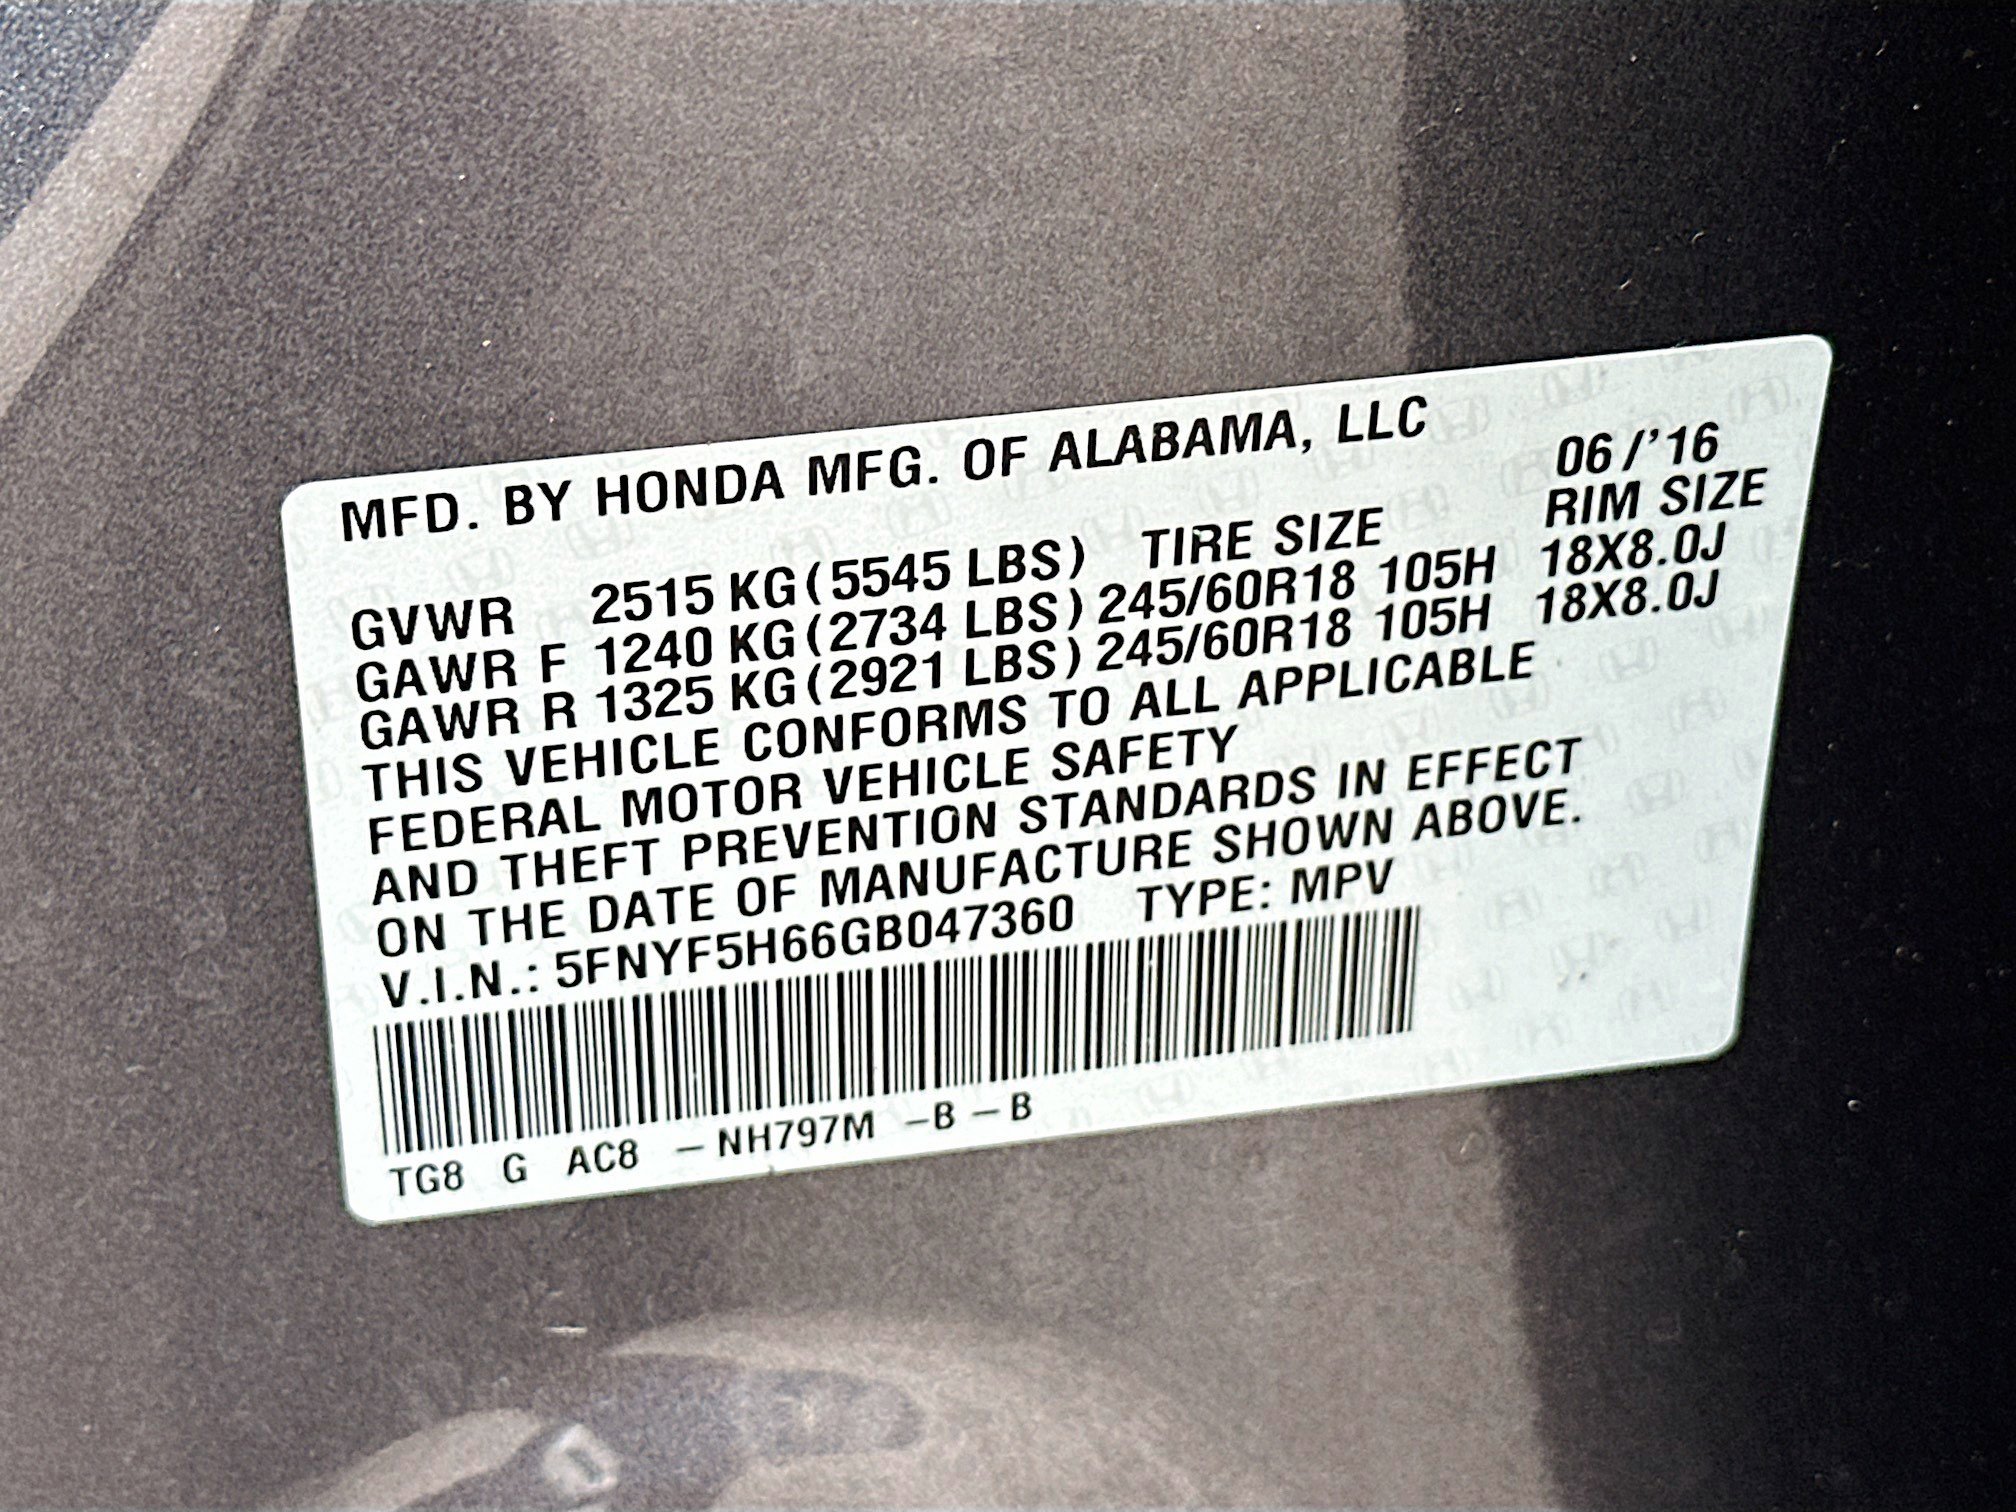 MFD. BY HONDA MFG. OF ALABAMA, LLC
06/'16
GVWR 2515 KG(5545 LBS) TIRE SIZE RIM SIZE
GAWR F 1240 KG(2734 LBS) 245/60R18 105H 18X8.0J
GAWR R 1325 KG(2921 LBS) 245/60R18 105H 18X8.0J
THIS VEHICLE CONFORMS TO ALL APPLICABLE
FEDERAL MOTOR VEHICLE SAFETY
AND THEFT PREVENTION STANDARDS IN EFFECT
ON THE DATE OF MANUFACTURE SHOWN ABOVE.
V.I.N.: 5FNYF5H66GB047360 TYPE: MPV
TG8 G AC8 –NH797M –B–B